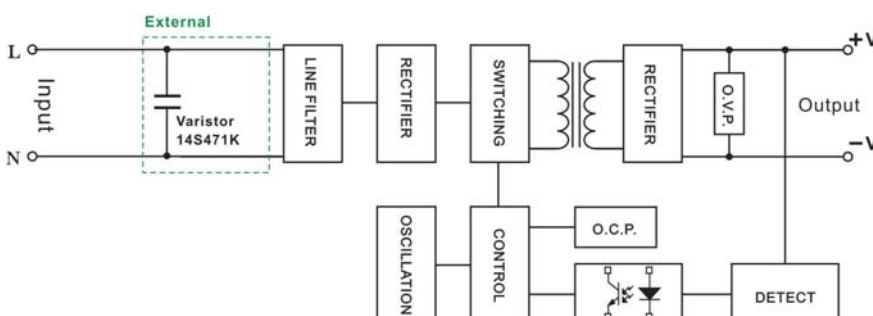 External
L
N
Input
Varistor
14S471K
LINE FILTER
RECTIFIER
SWITCHING
RECTIFIER
O.V.P.
+V
Output
-V
OSCILLATION
CONTROL
O.C.P.
DETECT